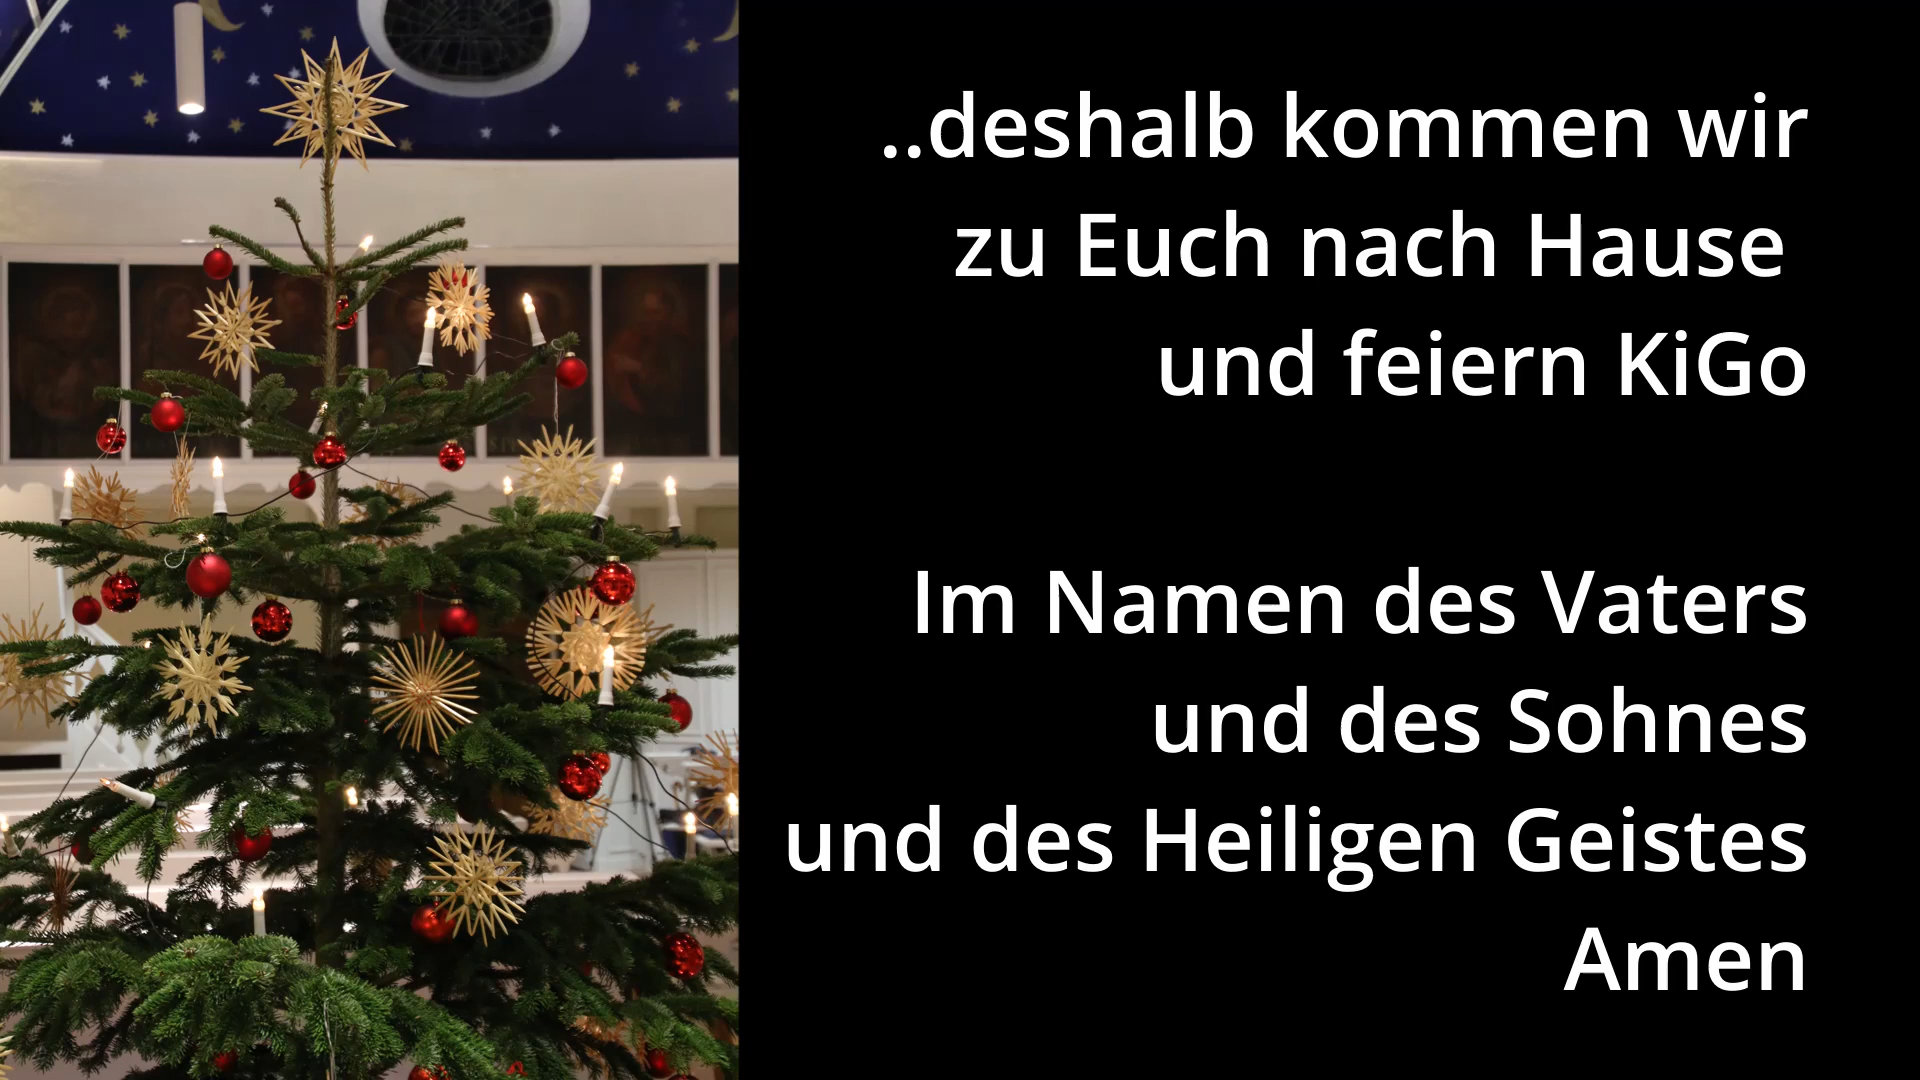 ..deshalb kommen wir
zu Euch nach Hause
und feiern KiGo
Im Namen des Vaters
und des Sohnes
und des Heiligen Geistes
Amen